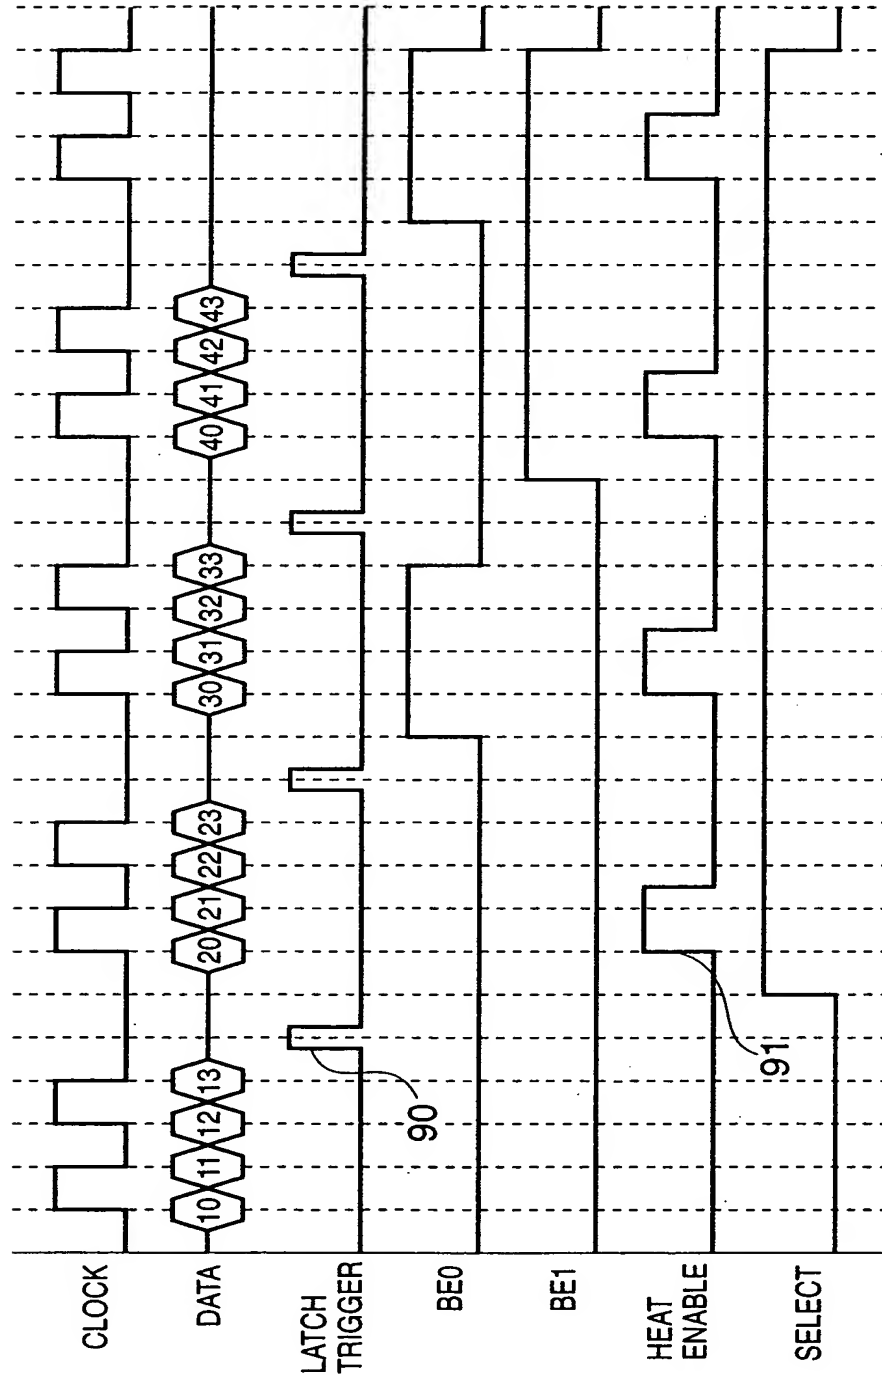 CLOCK
DATA
10 11 12 13 20 21 22 23 30 31 32 33 40 41 42 43
LATCH
TRIGGER
90
BE0
BE1
HEAT
ENABLE
91
SELECT